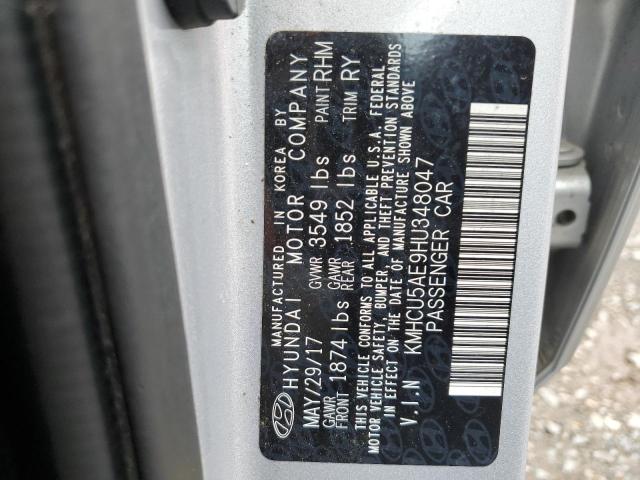 MANUFACTURED IN KOREA BY
HYUNDAI MOTOR COMPANY
MAY/29/17 GVWR 3549 lbs PAINT RHM
GAWR FRONT 1874 lbs GAWR REAR 1852 lbs TRIM RY
THIS VEHICLE CONFORMS TO ALL APPLICABLE U.S.A. FEDERAL
MOTOR VEHICLE SAFETY, BUMPER, AND THEFT PREVENTION STANDARDS
IN EFFECT ON THE DATE OF MANUFACTURE SHOWN ABOVE
V.I.N KMHCU5AE9HU348047
PASSENGER CAR